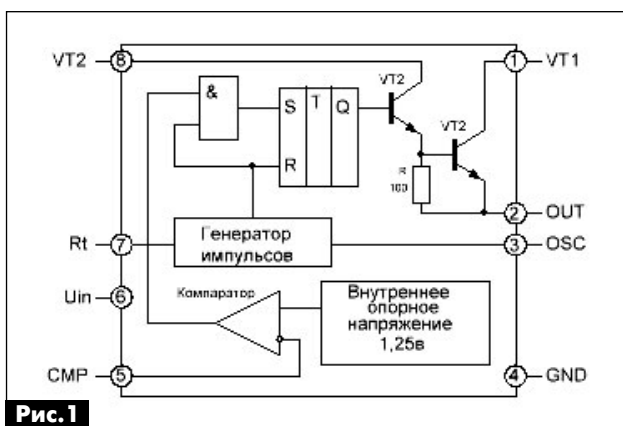 VT2 8 1 VT1
VT2
& S T Q
VT2
R
R
100
2 OUT
Rt 7 Генератор
импульсов
3 OSC
Uin 6
Компаратор
Внутреннее
опорное
напряжение
1,25в
CMP 5 4 GND
Рис.1